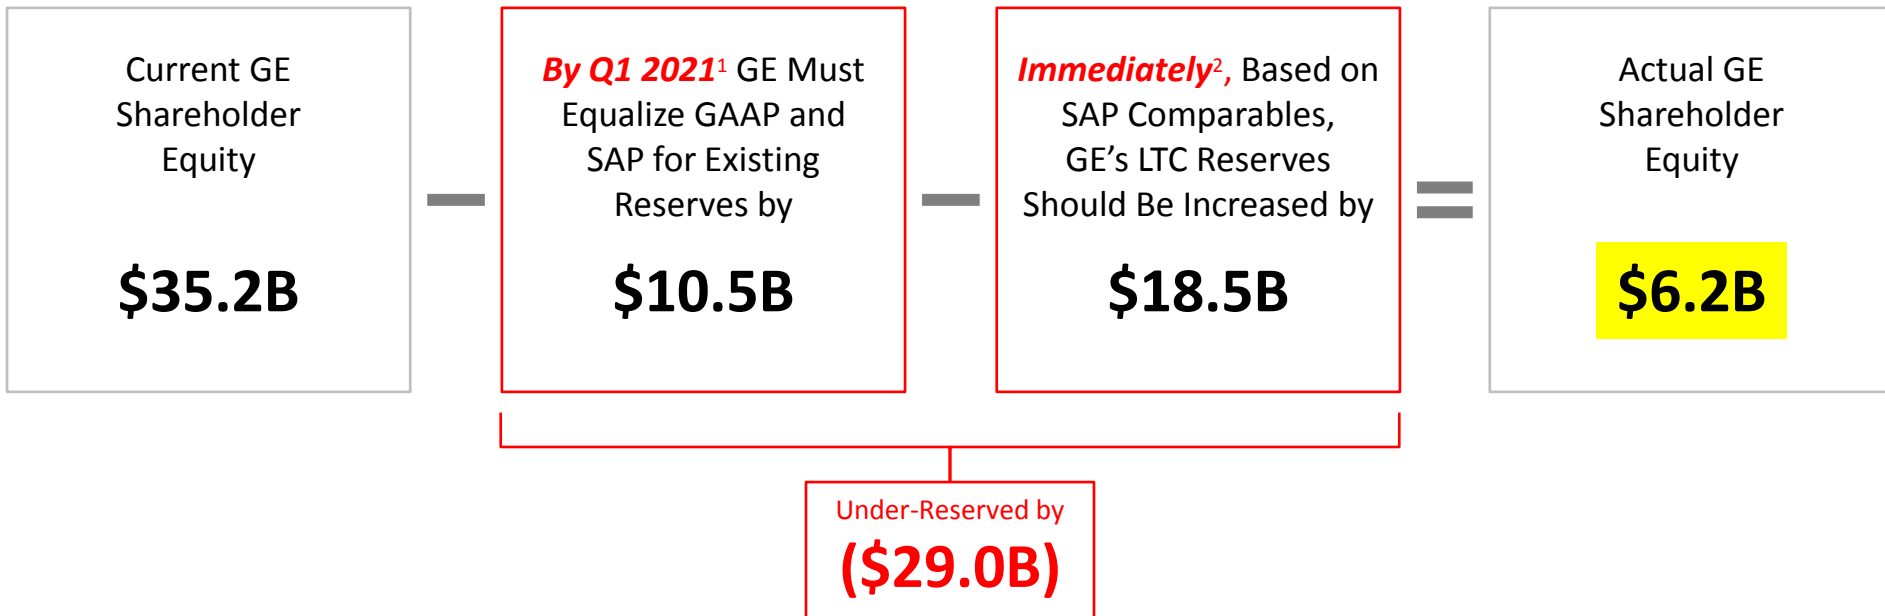 Current GE
Shareholder
Equity
$35.2B
By Q1 2021¹ GE Must
Equalize GAAP and
SAP for Existing
Reserves by
$10.5B
Immediately², Based on
SAP Comparables,
GE’s LTC Reserves
Should Be Increased by
$18.5B
Actual GE
Shareholder
Equity
$6.2B
Under-Reserved by
($29.0B)